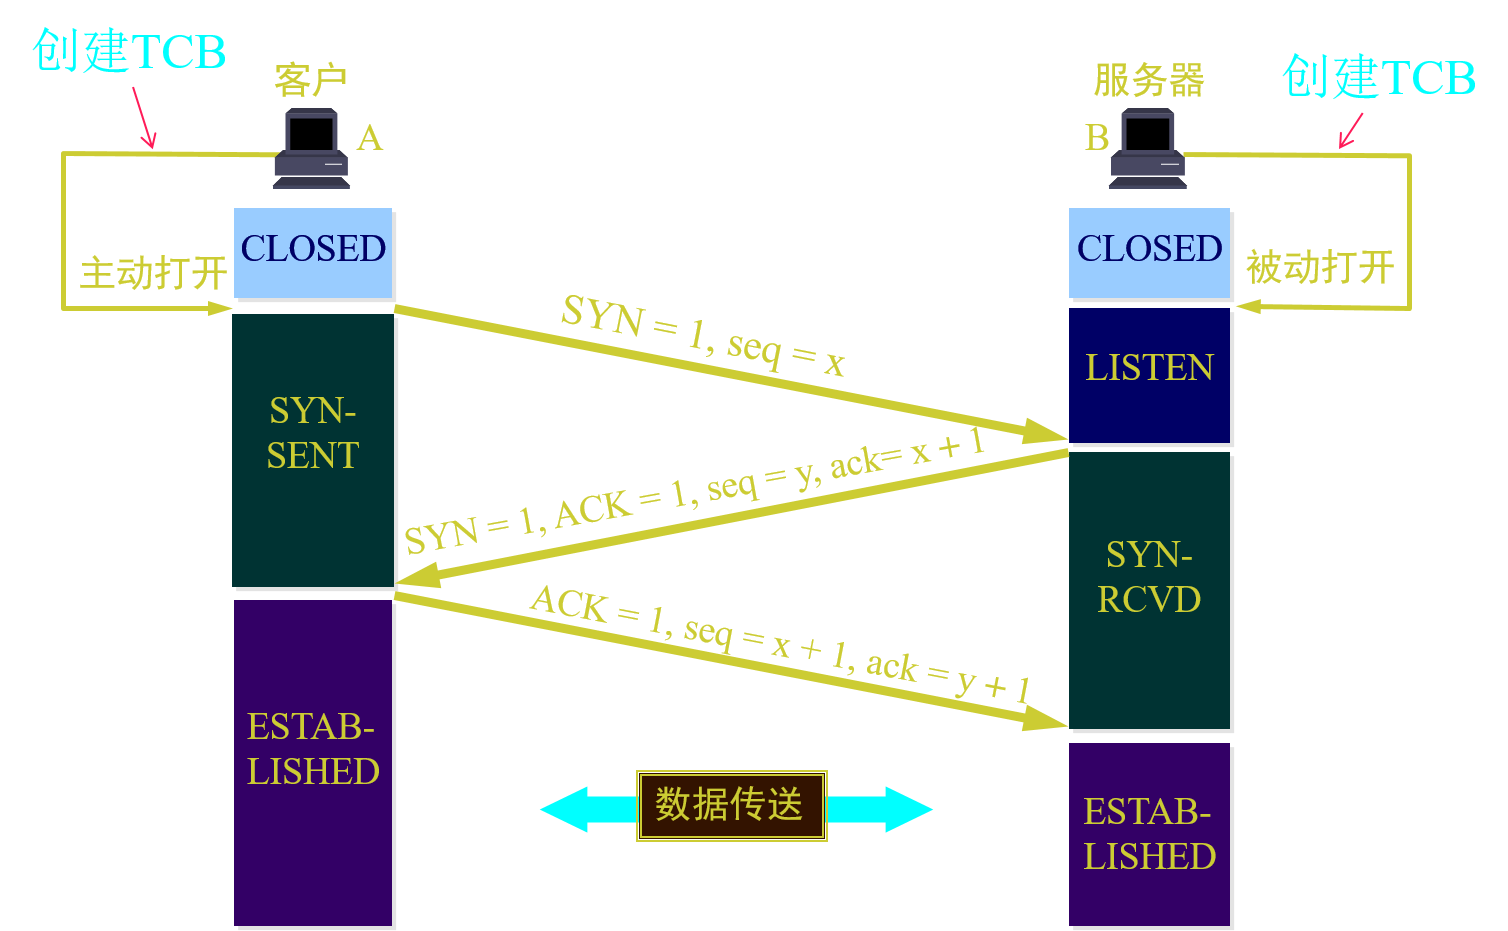 创建TCB
创建TCB
客户
服务器
A
B
CLOSED
CLOSED
主动打开
被动打开
SYN = 1, seq = x
LISTEN
SYN-
SENT
SYN = 1, ACK = 1, seq = y, ack= x + 1
SYN-
RCVD
ACK = 1, seq = x + 1, ack = y + 1
ESTAB-
LISHED
数据传送
ESTAB-
LISHED